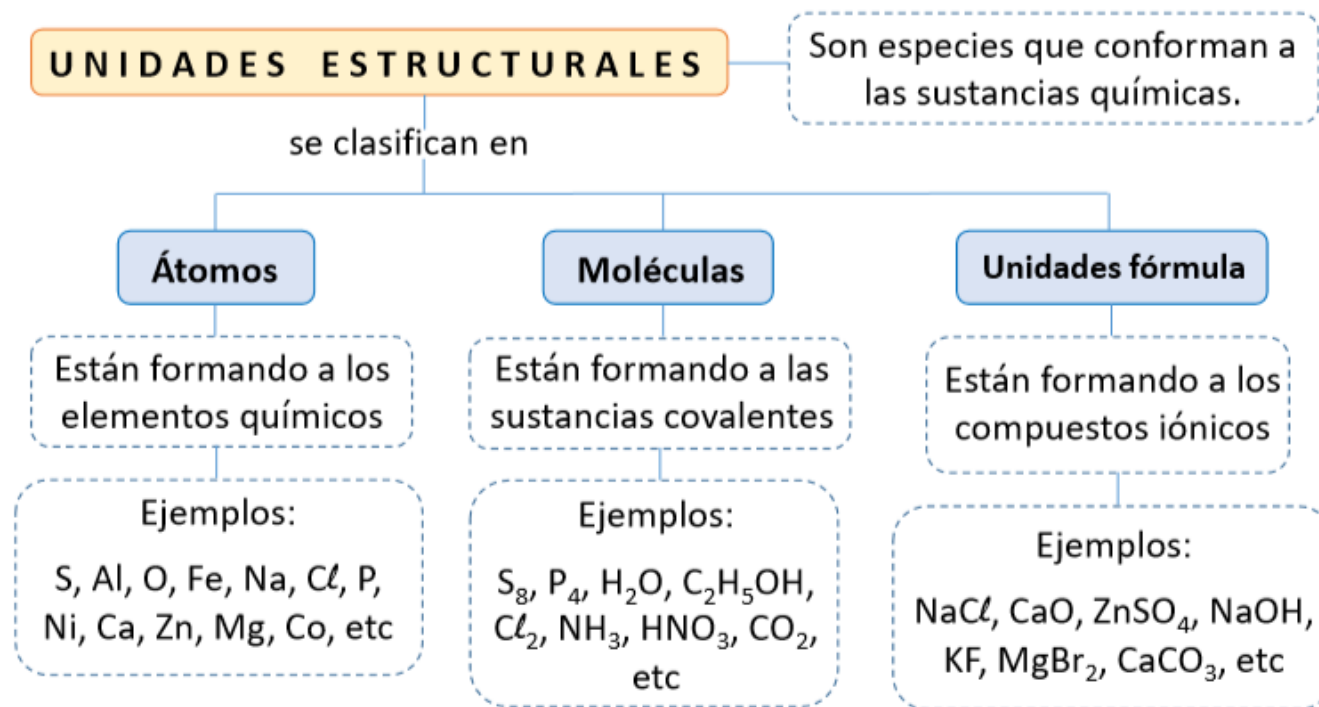 UNIDADES ESTRUCTURALES
Son especies que conforman a
las sustancias químicas.
se clasifican en
Átomos
Están formando a los
elementos químicos
Ejemplos:
S, Al, O, Fe, Na, Cℓ, P,
Ni, Ca, Zn, Mg, Co, etc
Moléculas
Están formando a las
sustancias covalentes
Ejemplos:
S₈, P₄, H₂O, C₂H₅OH,
Cℓ₂, NH₃, HNO₃, CO₂,
etc
Unidades fórmula
Están formando a los
compuestos iónicos
Ejemplos:
NaCℓ, CaO, ZnSO₄, NaOH,
KF, MgBr₂, CaCO₃, etc